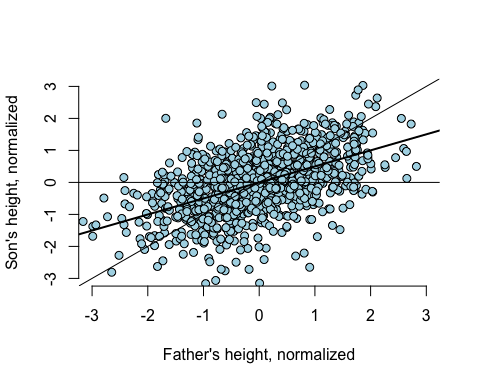 3
2
1
0
-1
-2
-3
Son's height, normalized
-3 -2 -1 0 1 2 3
Father's height, normalized